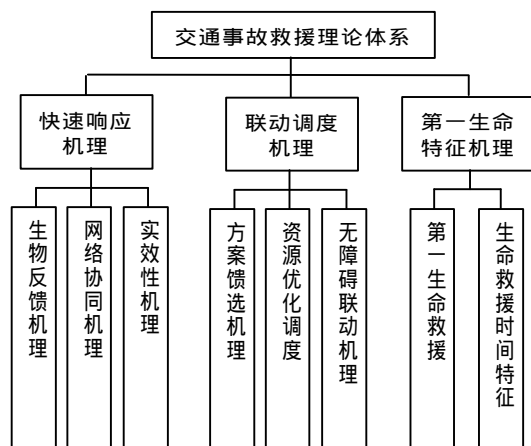 交通事故救援理论体系
快速响应
机理
联动调度
机理
第一生命
特征机理
生物反馈机理
网络协同机理
实效性机理
方案馈选机理
资源优化调度
无障碍联动机理
第一生命救援
生命救援时间特征